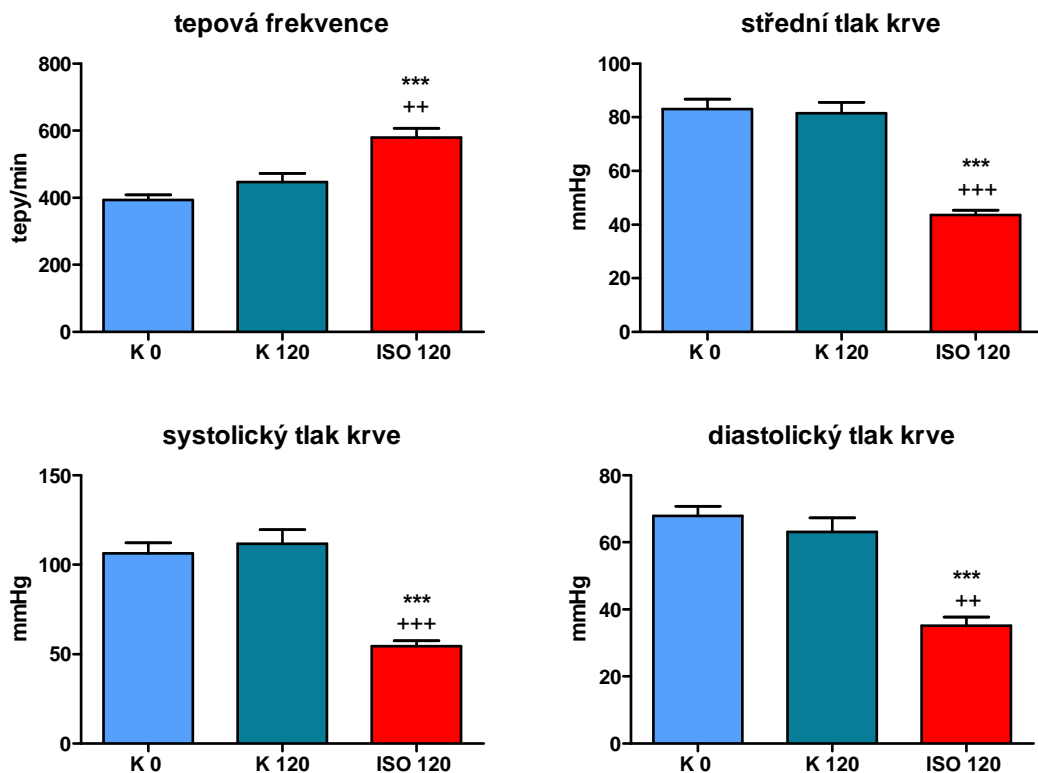 tepová frekvence
800
600
400
200
0
tepy/min
***
++
K 0 K 120 ISO 120
střední tlak krve
100
80
60
40
20
0
mmHg
***
+++
K 0 K 120 ISO 120
systolický tlak krve
150
100
50
0
mmHg
***
+++
K 0 K 120 ISO 120
diastolický tlak krve
80
60
40
20
0
mmHg
***
++
K 0 K 120 ISO 120